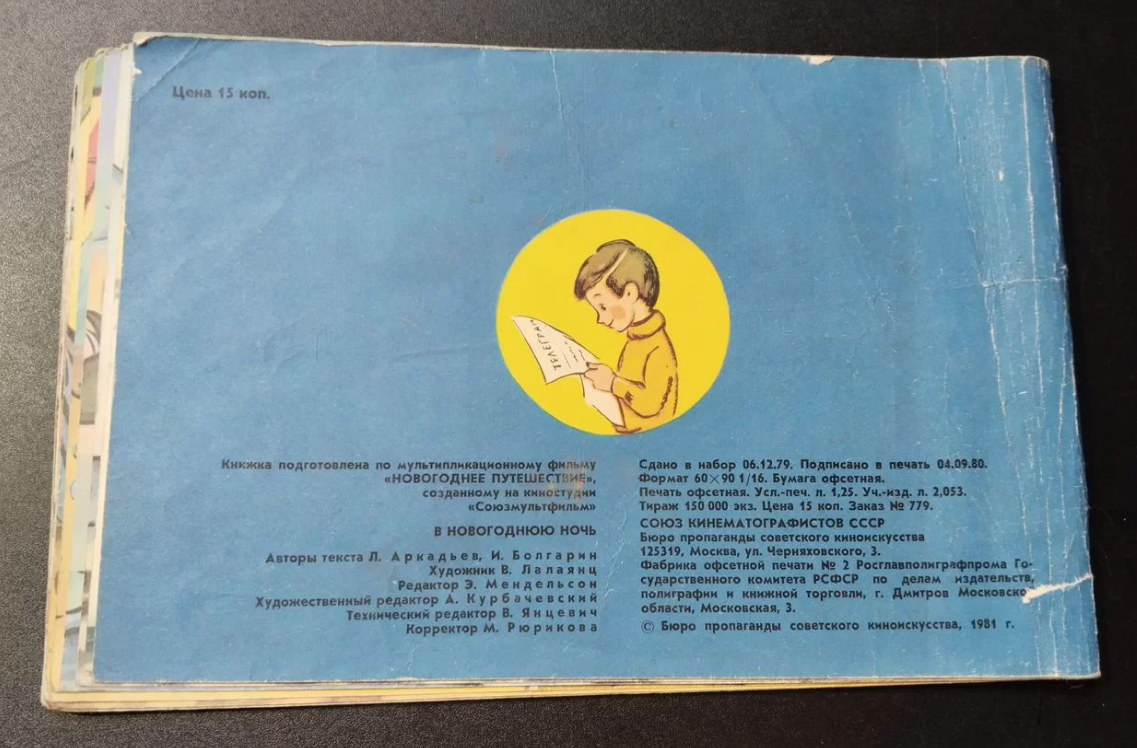 Цена 15 коп.
ТЕЛЕГРАМ
Книжка подготовлена по мультипликационному фильму
«НОВОГОДНЕЕ ПУТЕШЕСТВИЕ»,
созданному на киностудии
«Союзмультфильм»
В НОВОГОДНЮЮ НОЧЬ
Авторы текста Л. Аркадьев, И. Болгарин
Художник В. Лалаянц
Редактор Э. Мендельсон
Художественный редактор А. Курбачевский
Технический редактор В. Янцевич
Корректор М. Рюрикова
Сдано в набор 06.12.79. Подписано в печать 04.09.80.
Формат 60×90 1/16. Бумага офсетная.
Печать офсетная. Усл.-печ. л. 1,25. Уч.-изд. л. 2,053.
Тираж 150 000 экз. Цена 15 коп. Заказ № 779.
СОЮЗ КИНЕМАТОГРАФИСТОВ СССР
Бюро пропаганды советского киноискусства
125319, Москва, ул. Черняховского, 3.
Фабрика офсетной печати № 2 Росглавполиграфпрома Го-
сударственного комитета РСФСР по делам издательств,
полиграфии и книжной торговли, г. Дмитров Московско
области, Московская, 3.
© Бюро пропаганды советского киноискусства, 1981 г.